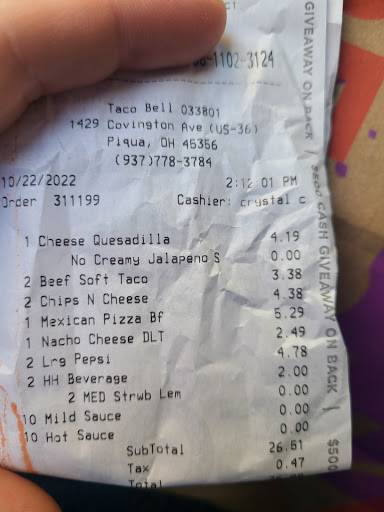 -1102-3124
Taco Bell 033801
1429 Covington Ave (US-36)
Piqua, OH 45356
(937)778-3784
10/22/2022 2:12:01 PM
Order 311199 Cashier: crystal c
1 Cheese Quesadilla 4.19
No Creamy Jalapeno S 0.00
2 Beef Soft Taco 3.38
2 Chips N Cheese 4.38
1 Mexican Pizza Bf 5.29
1 Nacho Cheese DLT 2.49
2 Lrg Pepsi 4.78
2 HH Beverage 2.00
2 MED Strwb Lem 0.00
10 Mild Sauce 0.00
10 Hot Sauce 0.00
SubTotal 26.51
Tax 0.47
Total
GIVEAWAY ON BACK | $500 CASH GIVEAWAY ON BACK | $500